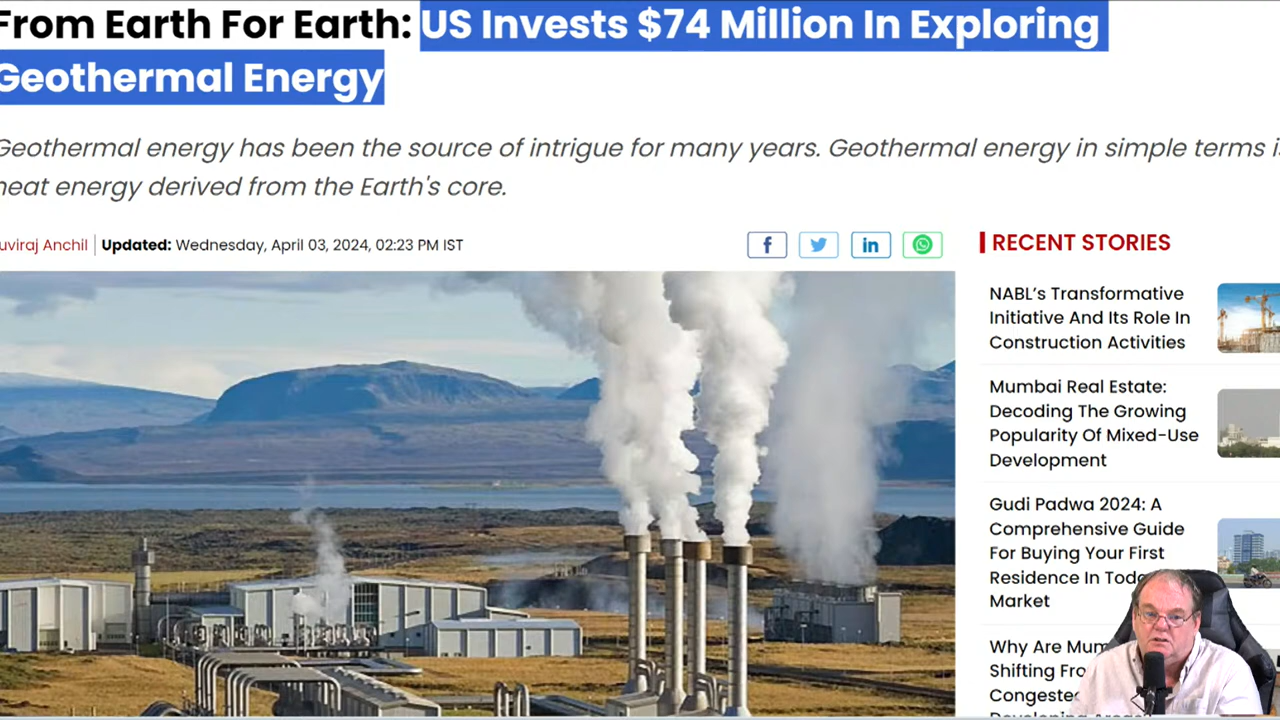 From Earth For Earth: US Invests $74 Million In Exploring
Geothermal Energy
Geothermal energy has been the source of intrigue for many years. Geothermal energy in simple terms
heat energy derived from the Earth's core.
Anchil Updated: Wednesday, April 03, 2024, 02:23 PM IST
RECENT STORIES
NABL's Transformative
Initiative And Its Role In
Construction Activities
Mumbai Real Estate:
Decoding The Growing
Popularity Of Mixed-Use
Development
Gudi Padwa 2024: A
Comprehensive Guide
For Buying Your First
Residence In
Market
Why Are
Shifting